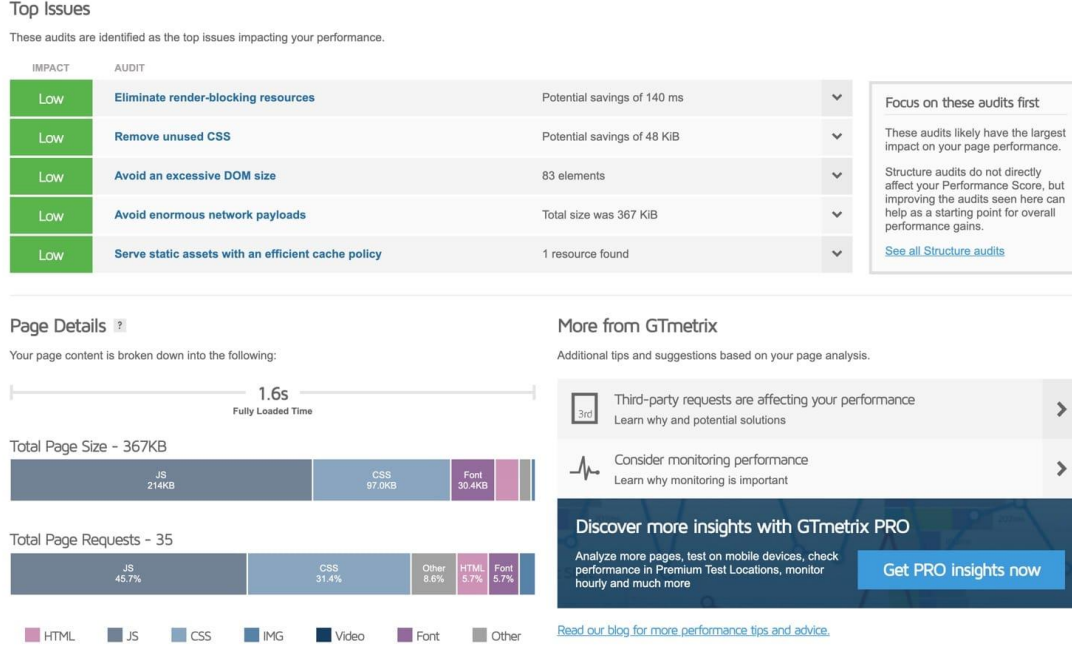 Top Issues
These audits are identified as the top issues impacting your performance.
IMPACT AUDIT
Low Eliminate render-blocking resources Potential savings of 140 ms
Low Remove unused CSS Potential savings of 48 KiB
Low Avoid an excessive DOM size 83 elements
Low Avoid enormous network payloads Total size was 367 KiB
Low Serve static assets with an efficient cache policy 1 resource found
Focus on these audits first
These audits likely have the largest
impact on your page performance.
Structure audits do not directly
affect your Performance Score, but
improving the audits seen here can
help as a starting point for overall
performance gains.
See all Structure audits
Page Details ?
Your page content is broken down into the following:
1.6s
Fully Loaded Time
Total Page Size - 367KB
JS CSS Font
214KB 97.0KB 30.4KB
Total Page Requests - 35
JS CSS Other HTML Font
45.7% 31.4% 8.6% 5.7% 5.7%
HTML JS CSS IMG Video Font Other
More from GTmetrix
Additional tips and suggestions based on your page analysis.
3rd Third-party requests are affecting your performance
Learn why and potential solutions
Consider monitoring performance
Learn why monitoring is important
Discover more insights with GTmetrix PRO
Analyze more pages, test on mobile devices, check
performance in Premium Test Locations, monitor
hourly and much more
Get PRO insights now
Read our blog for more performance tips and advice.